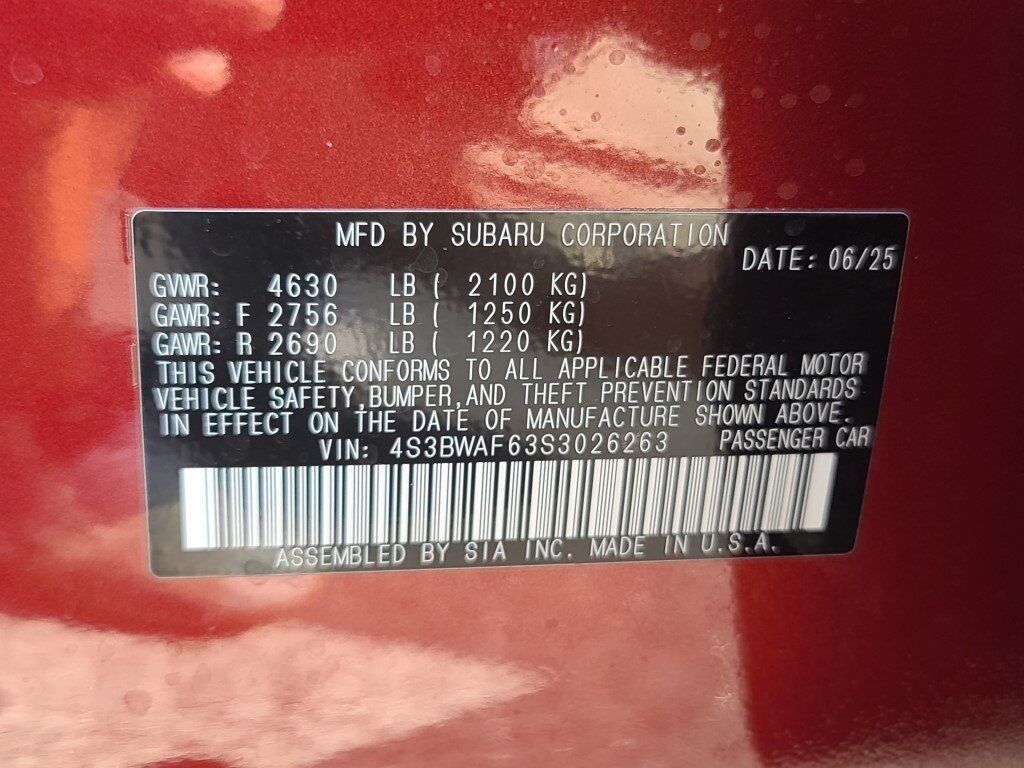 MFD BY SUBARU CORPORATION
DATE: 06/25
GVWR: 4630 LB ( 2100 KG)
GAWR: F 2756 LB ( 1250 KG)
GAWR: R 2690 LB ( 1220 KG)
THIS VEHICLE CONFORMS TO ALL APPLICABLE FEDERAL MOTOR
VEHICLE SAFETY, BUMPER, AND THEFT PREVENTION STANDARDS
IN EFFECT ON THE DATE OF MANUFACTURE SHOWN ABOVE.
VIN: 4S3BWAF63S3026263 PASSENGER CAR
ASSEMBLED BY SIA INC. MADE IN U.S.A.